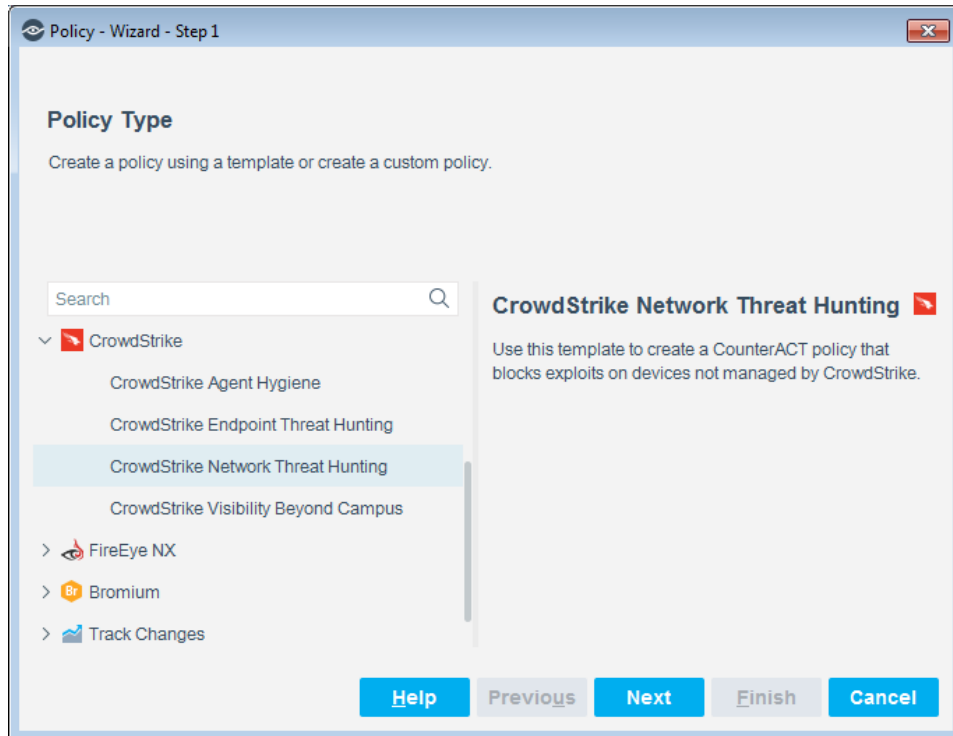 Policy - Wizard - Step 1
Policy Type
Create a policy using a template or create a custom policy.
Search
CrowdStrike
CrowdStrike Agent Hygiene
CrowdStrike Endpoint Threat Hunting
CrowdStrike Network Threat Hunting
CrowdStrike Visibility Beyond Campus
FireEye NX
Br
Bromium
Track Changes
CrowdStrike Network Threat Hunting
Use this template to create a CounterACT policy that
blocks exploits on devices not managed by CrowdStrike.
Help
Previous
Next
Finish
Cancel